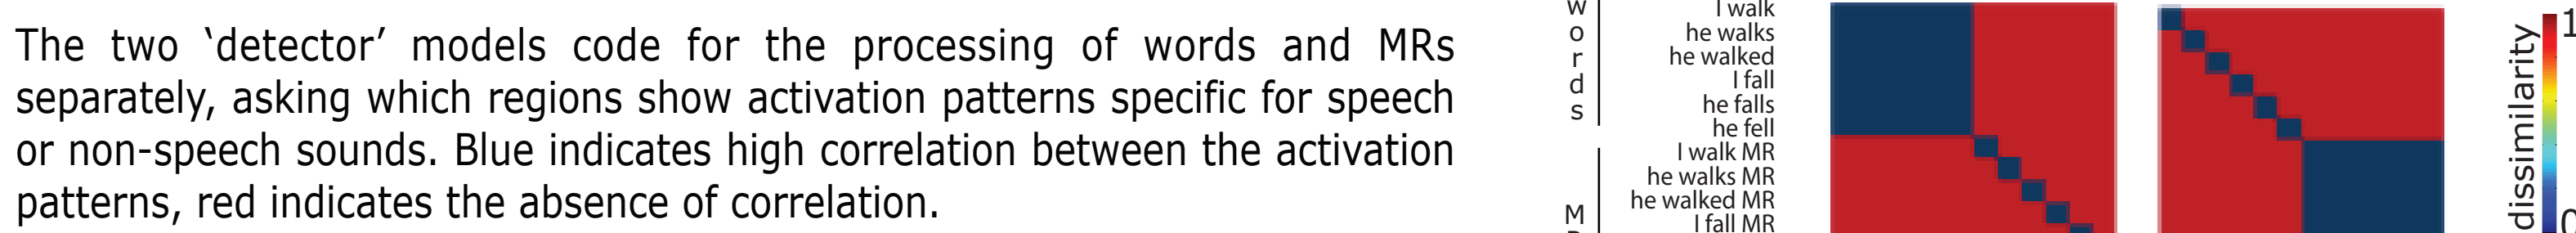 The two ‘detector’ models code for the processing of words and MRs
separately, asking which regions show activation patterns specific for speech
or non-speech sounds. Blue indicates high correlation between the activation
patterns, red indicates the absence of correlation.
words
I walk
he walks
he walked
I fall
he falls
he fell
M
I walk MR
he walks MR
he walked MR
I fall MR
dissimilarity
1
0